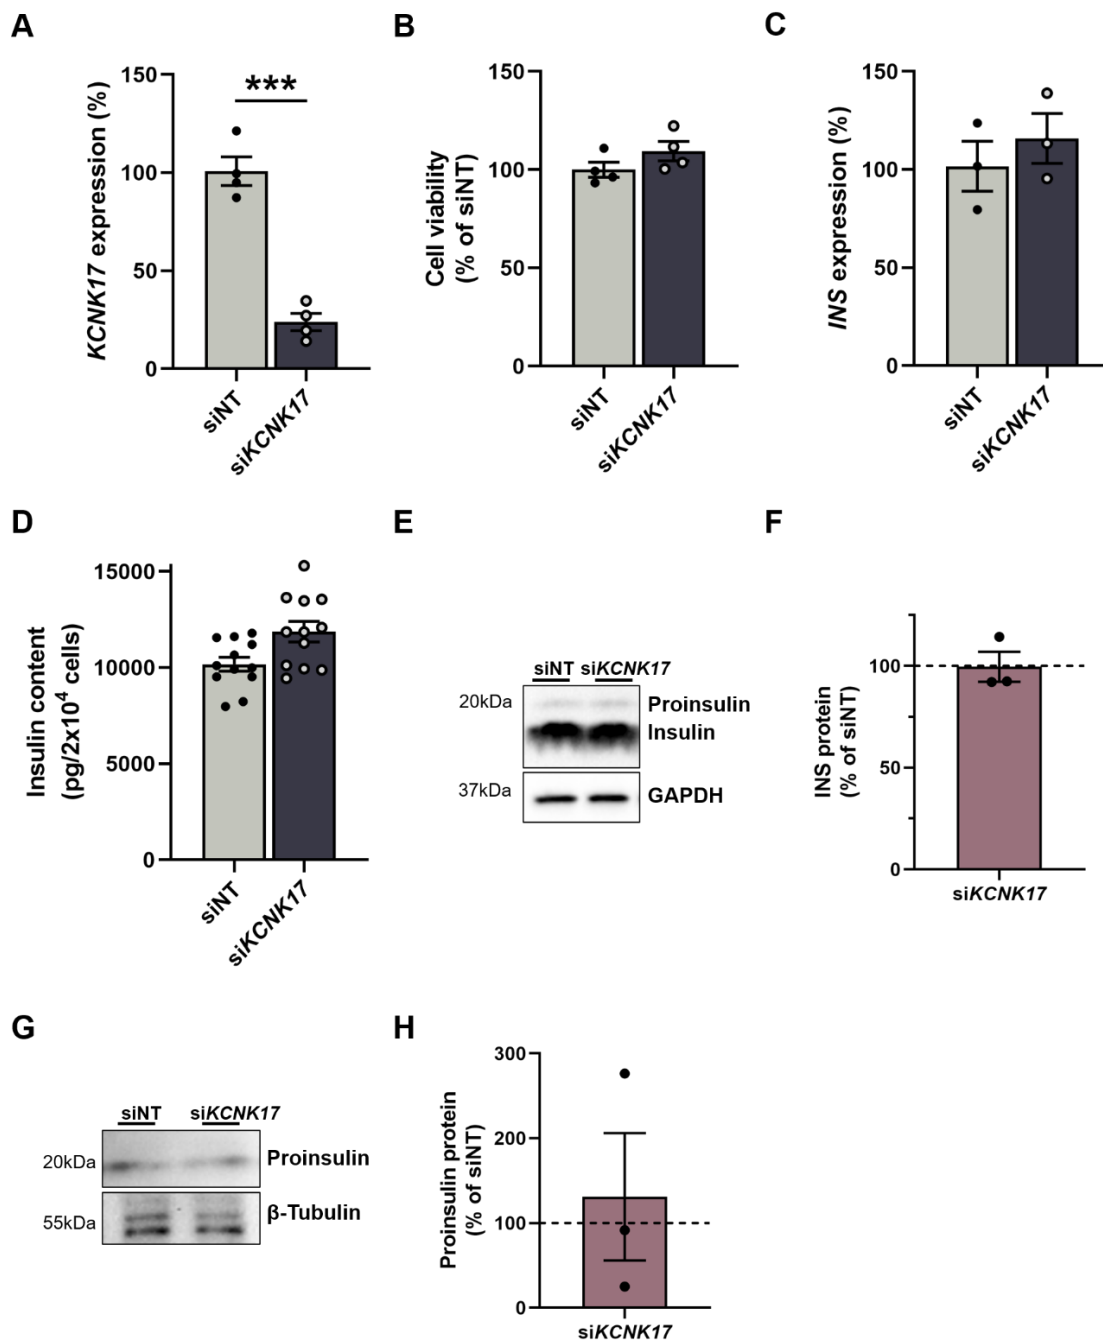 A
KCNK17 expression (%)
150
100
50
0
***
siNT
siKCNK17
B
Cell viability
(% of siNT)
150
100
50
0
siNT
siKCNK17
C
INS expression (%)
150
100
50
0
siNT
siKCNK17
D
Insulin content
(pg/2x10⁴ cells)
15000
10000
5000
0
siNT
siKCNK17
E
siNT siKCNK17
20kDa Proinsulin
Insulin
37kDa GAPDH
F
INS protein
(% of siNT)
100
50
0
siKCNK17
G
siNT siKCNK17
20kDa Proinsulin
55kDa β-Tubulin
H
Proinsulin protein
(% of siNT)
300
200
100
0
siKCNK17